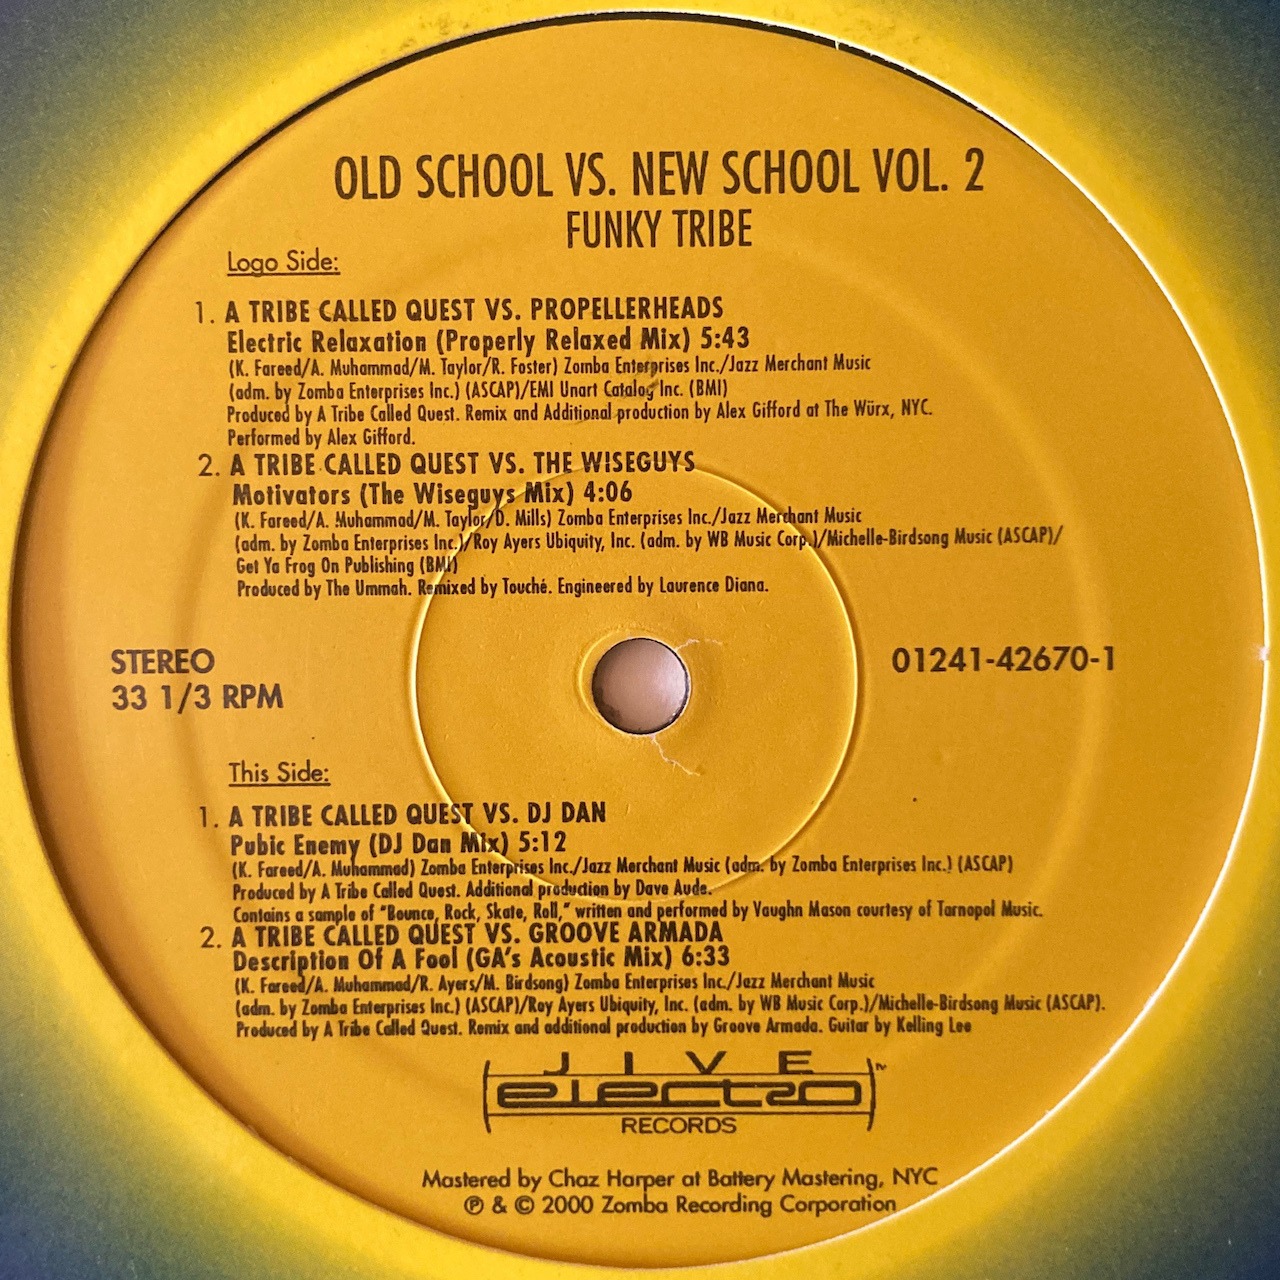 OLD SCHOOL VS. NEW SCHOOL VOL. 2
FUNKY TRIBE
Logo Side:
1. A TRIBE CALLED QUEST VS. PROPELLERHEADS
Electric Relaxation (Properly Relaxed Mix) 5:43
(K. Fareed/A. Muhammad/M. Taylor/R. Foster) Zomba Enterprises Inc./Jazz Merchant Music
(adm. by Zomba Enterprises Inc.) (ASCAP)/EMI Unart Catalog Inc. (BMI)
Produced by A Tribe Called Quest. Remix and Additional production by Alex Gifford at The Würx, NYC.
Performed by Alex Gifford.
2. A TRIBE CALLED QUEST VS. THE WISEGUYS
Motivators (The Wiseguys Mix) 4:06
(K. Fareed/A. Muhammad/M. Taylor/D. Mills) Zomba Enterprises Inc./Jazz Merchant Music
(adm. by Zomba Enterprises Inc.)/Roy Ayers Ubiquity, Inc. (adm. by WB Music Corp.)/Michelle-Birdsong Music (ASCAP)/
Get Ya Frog On Publishing (BMI)
Produced by The Ummah. Remixed by Touché. Engineered by Laurence Diana.
STEREO
33 1/3 RPM
01241-42670-1
This Side:
1. A TRIBE CALLED QUEST VS. DJ DAN
Pubic Enemy (DJ Dan Mix) 5:12
(K. Fareed/A. Muhammad) Zomba Enterprises Inc./Jazz Merchant Music (adm. by Zomba Enterprises Inc.) (ASCAP)
Produced by A Tribe Called Quest. Additional production by Dave Aude.
Contains a sample of "Bounce, Rock, Skate, Roll," written and performed by Vaughn Mason courtesy of Tarnopol Music.
2. A TRIBE CALLED QUEST VS. GROOVE ARMADA
Description Of A Fool (GA's Acoustic Mix) 6:33
(K. Fareed/A. Muhammad/R. Ayers/M. Birdsong) Zomba Enterprises Inc./Jazz Merchant Music
(adm. by Zomba Enterprises Inc.) (ASCAP)/Roy Ayers Ubiquity, Inc. (adm. by WB Music Corp.)/Michelle-Birdsong Music (ASCAP).
Produced by A Tribe Called Quest. Remix and additional production by Groove Armada. Guitar by Kelling Lee
JIVE
electro ™
RECORDS
Mastered by Chaz Harper at Battery Mastering, NYC
℗ & © 2000 Zomba Recording Corporation